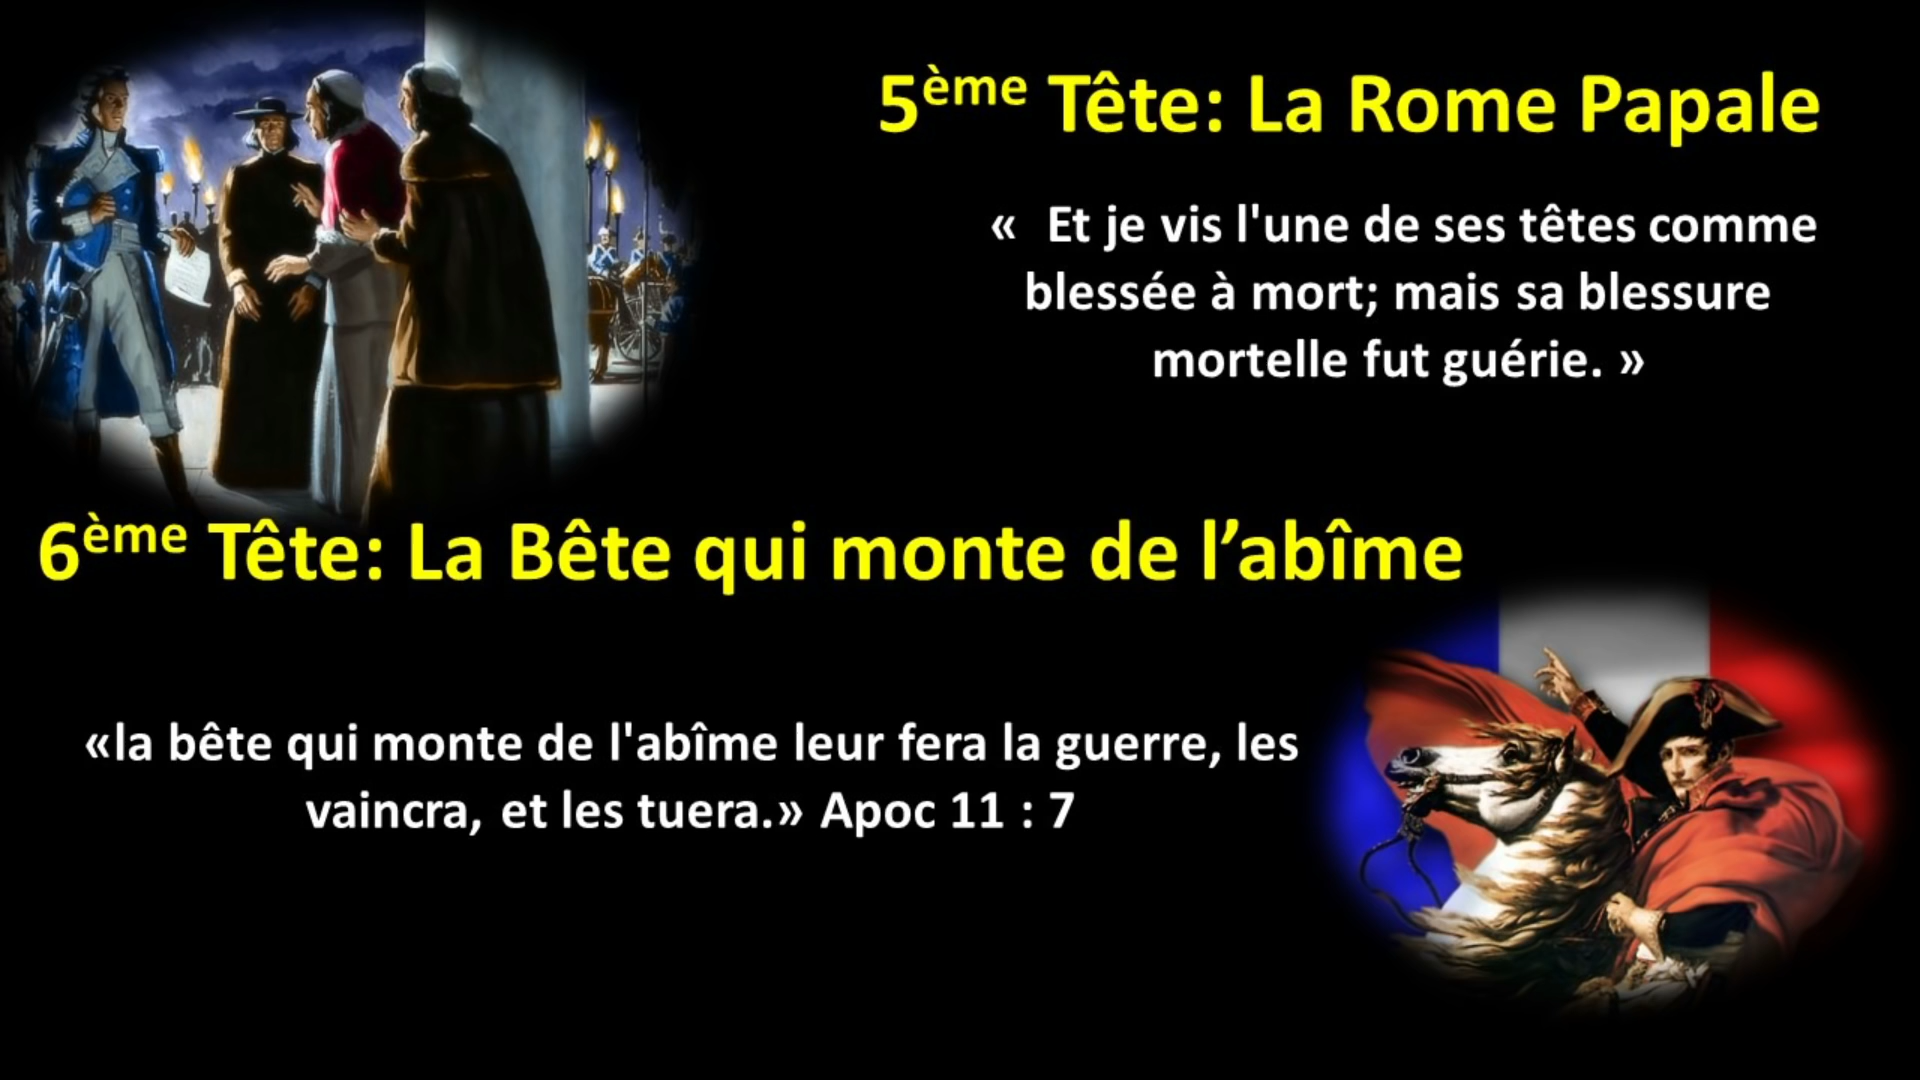 5ème Tête: La Rome Papale
« Et je vis l'une de ses têtes comme
blessée à mort; mais sa blessure
mortelle fut guérie. »
6ème Tête: La Bête qui monte de l’abîme
«la bête qui monte de l'abîme leur fera la guerre, les
vaincra, et les tuera.» Apoc 11 : 7